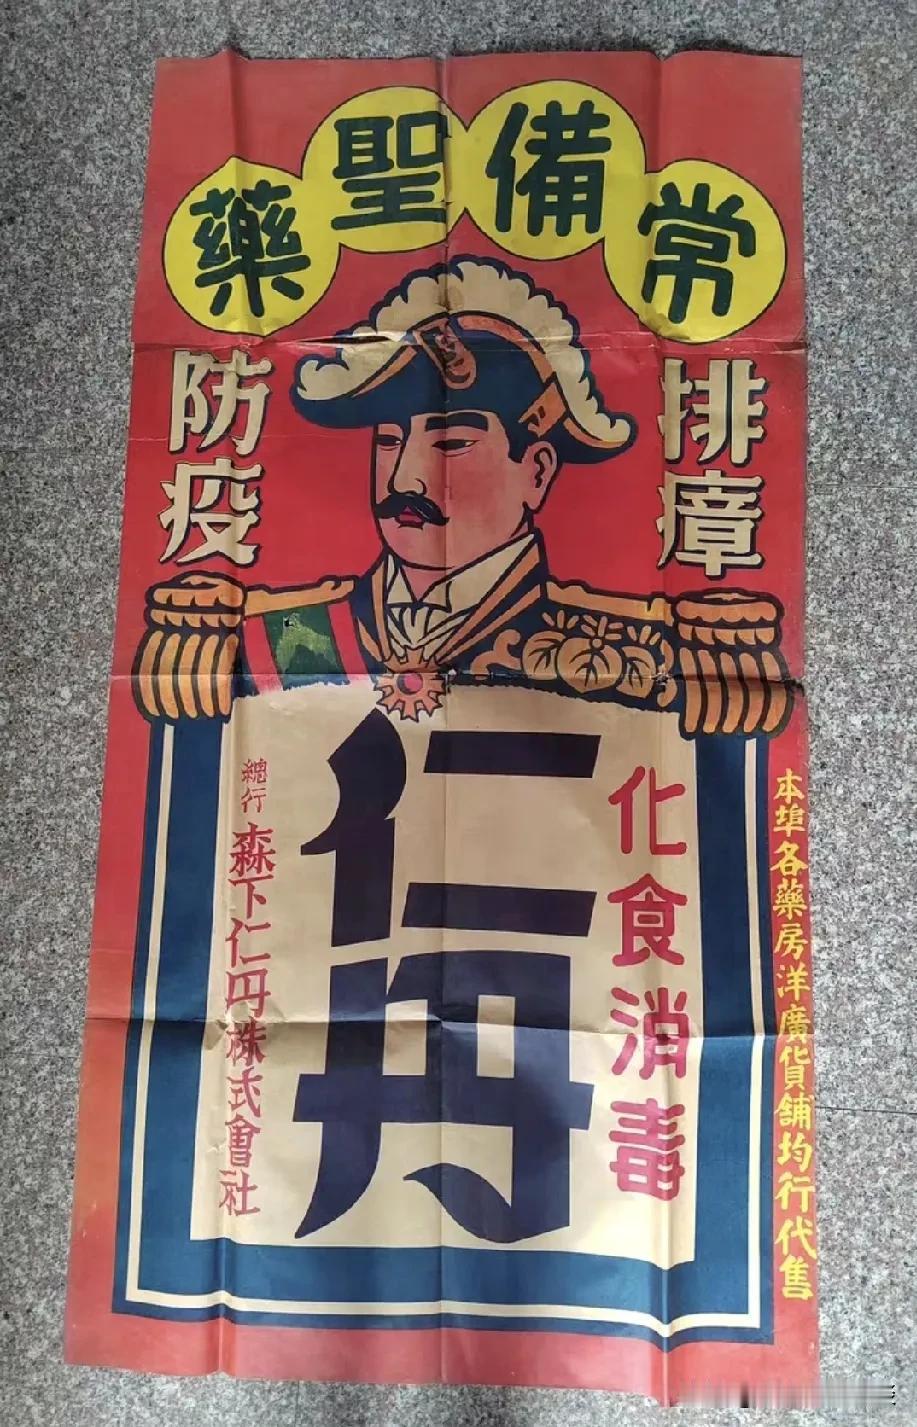 常備聖藥
排瘴
防疫
本埠各藥房洋廣貨舖均行代售
化食消毒
仁丹
總行 森下仁丹株式會社